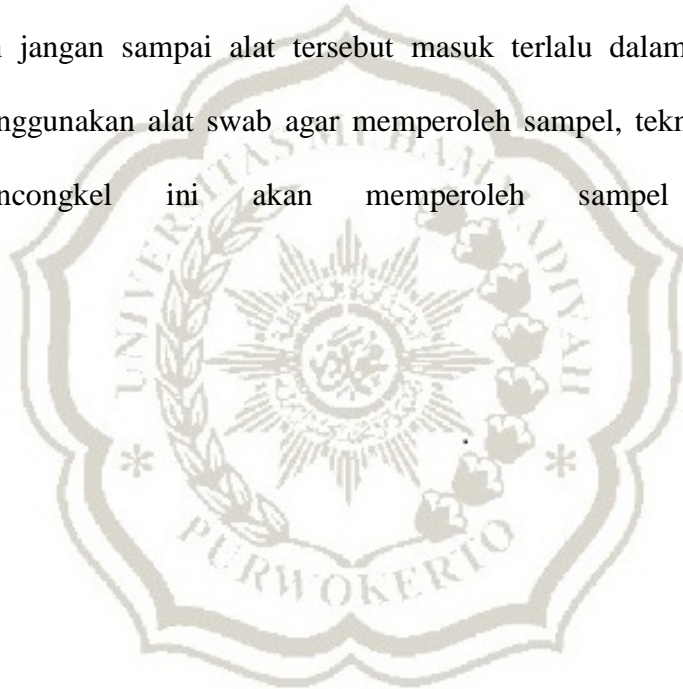 jangan sampai alat tersebut masuk terlalu dalam
nggunakan alat swab agar memperoleh sampel, tekn
ncongkel ini akan memperoleh sampel
UNIVERSITAS MUHAMMADIYAH
PURWOKERTO